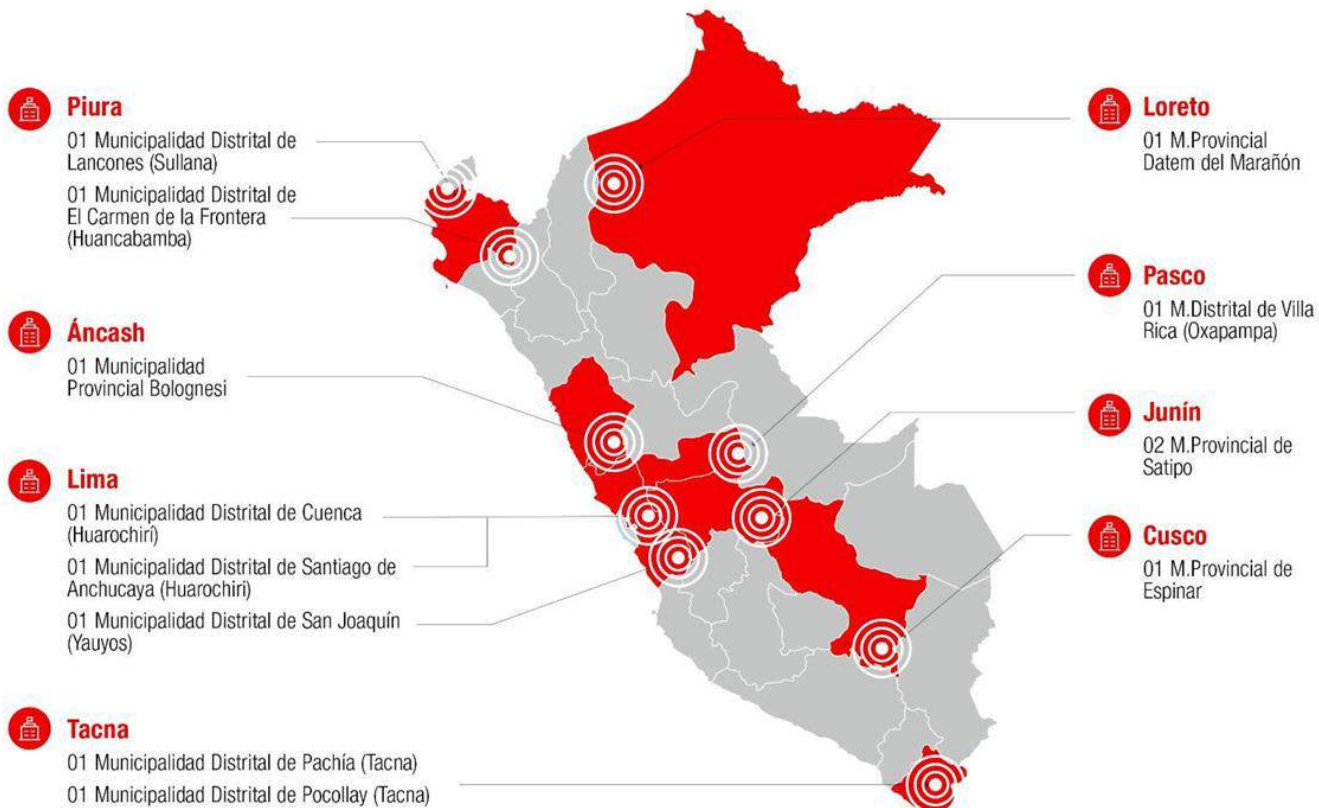 Piura
01 Municipalidad Distrital de
Lancones (Sullana)
01 Municipalidad Distrital de
El Carmen de la Frontera
(Huancabamba)
Áncash
01 Municipalidad
Provincial Bolognesi
Lima
01 Municipalidad Distrital de Cuenca
(Huarochirí)
01 Municipalidad Distrital de Santiago de
Anchucaya (Huarochiri)
01 Municipalidad Distrital de San Joaquín
(Yauyos)
Tacna
01 Municipalidad Distrital de Pachía (Tacna)
01 Municipalidad Distrital de Pocollay (Tacna)
Loreto
01 M.Provincial
Datem del Marañón
Pasco
01 M.Distrital de Villa
Rica (Oxapampa)
Junín
02 M.Provincial de
Satipo
Cusco
01 M.Provincial de
Espinar